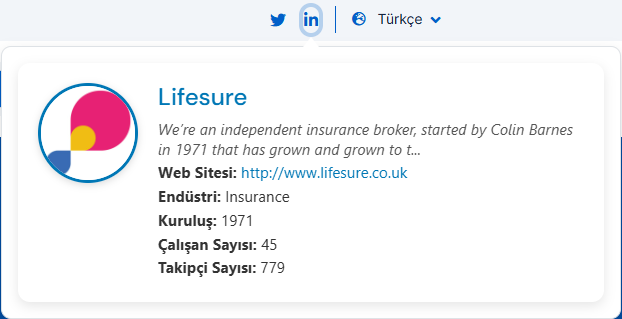 Türkçe
Lifesure
We're an independent insurance broker, started by Colin Barnes
in 1971 that has grown and grown to t...
Web Sitesi: http://www.lifesure.co.uk
Endüstri: Insurance
Kuruluş: 1971
Çalışan Sayısı: 45
Takipçi Sayısı: 779